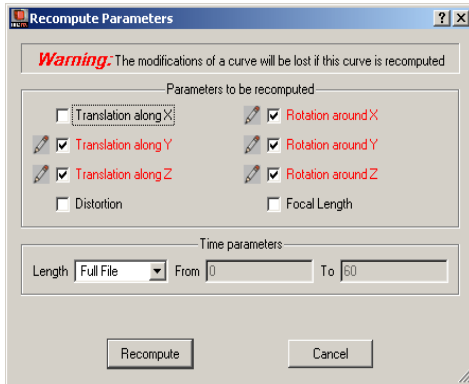 Recompute Parameters
Warning: The modifications of a curve will be lost if this curve is recomputed
Parameters to be recomputed
Translation along X Rotation around X
Translation along Y Rotation around Y
Translation along Z Rotation around Z
Distortion Focal Length
Time parameters
Length Full File From 0 To 60
Recompute Cancel